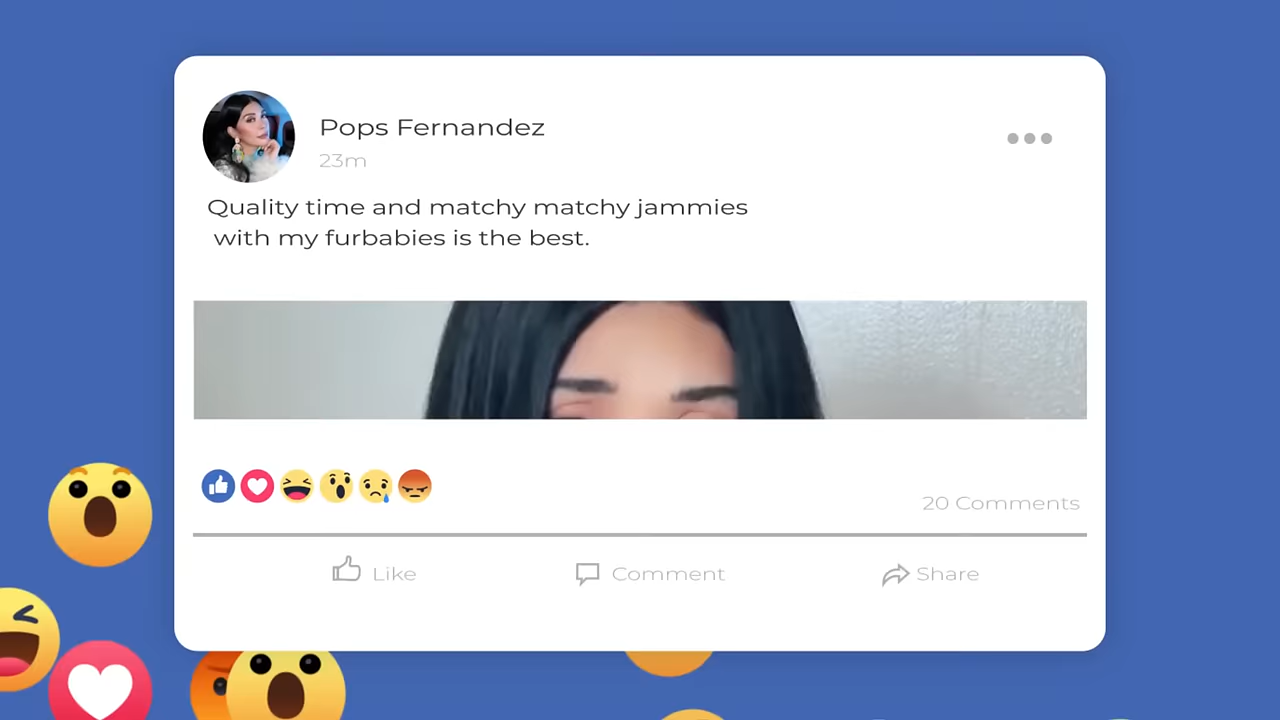 Pops Fernandez
23m
Quality time and matchy matchy jammies
with my furbabies is the best.
20 Comments
Like
Comment
Share